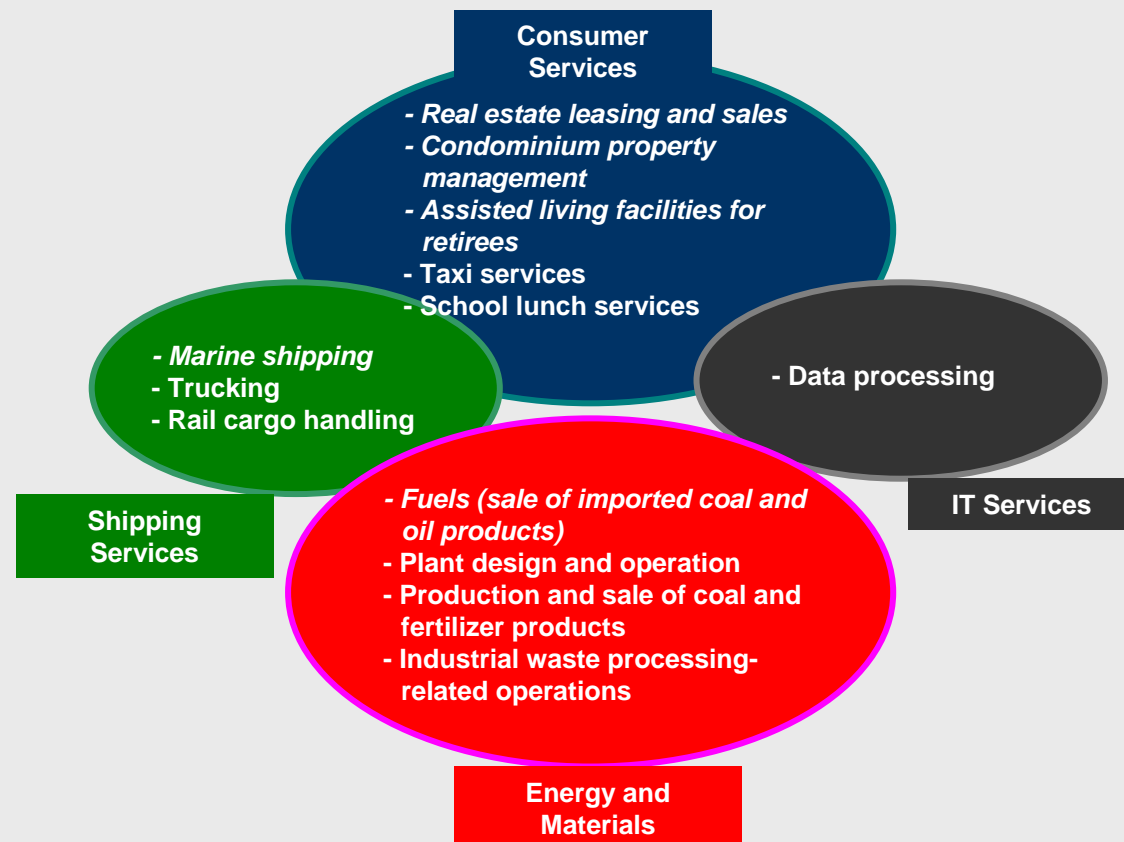 Consumer
Services
- Real estate leasing and sales
- Condominium property
management
- Assisted living facilities for
retirees
- Taxi services
- School lunch services
- Marine shipping
- Trucking
- Rail cargo handling
- Data processing
Shipping
Services
IT Services
- Fuels (sale of imported coal and
oil products)
- Plant design and operation
- Production and sale of coal and
fertilizer products
- Industrial waste processing-
related operations
Energy and
Materials